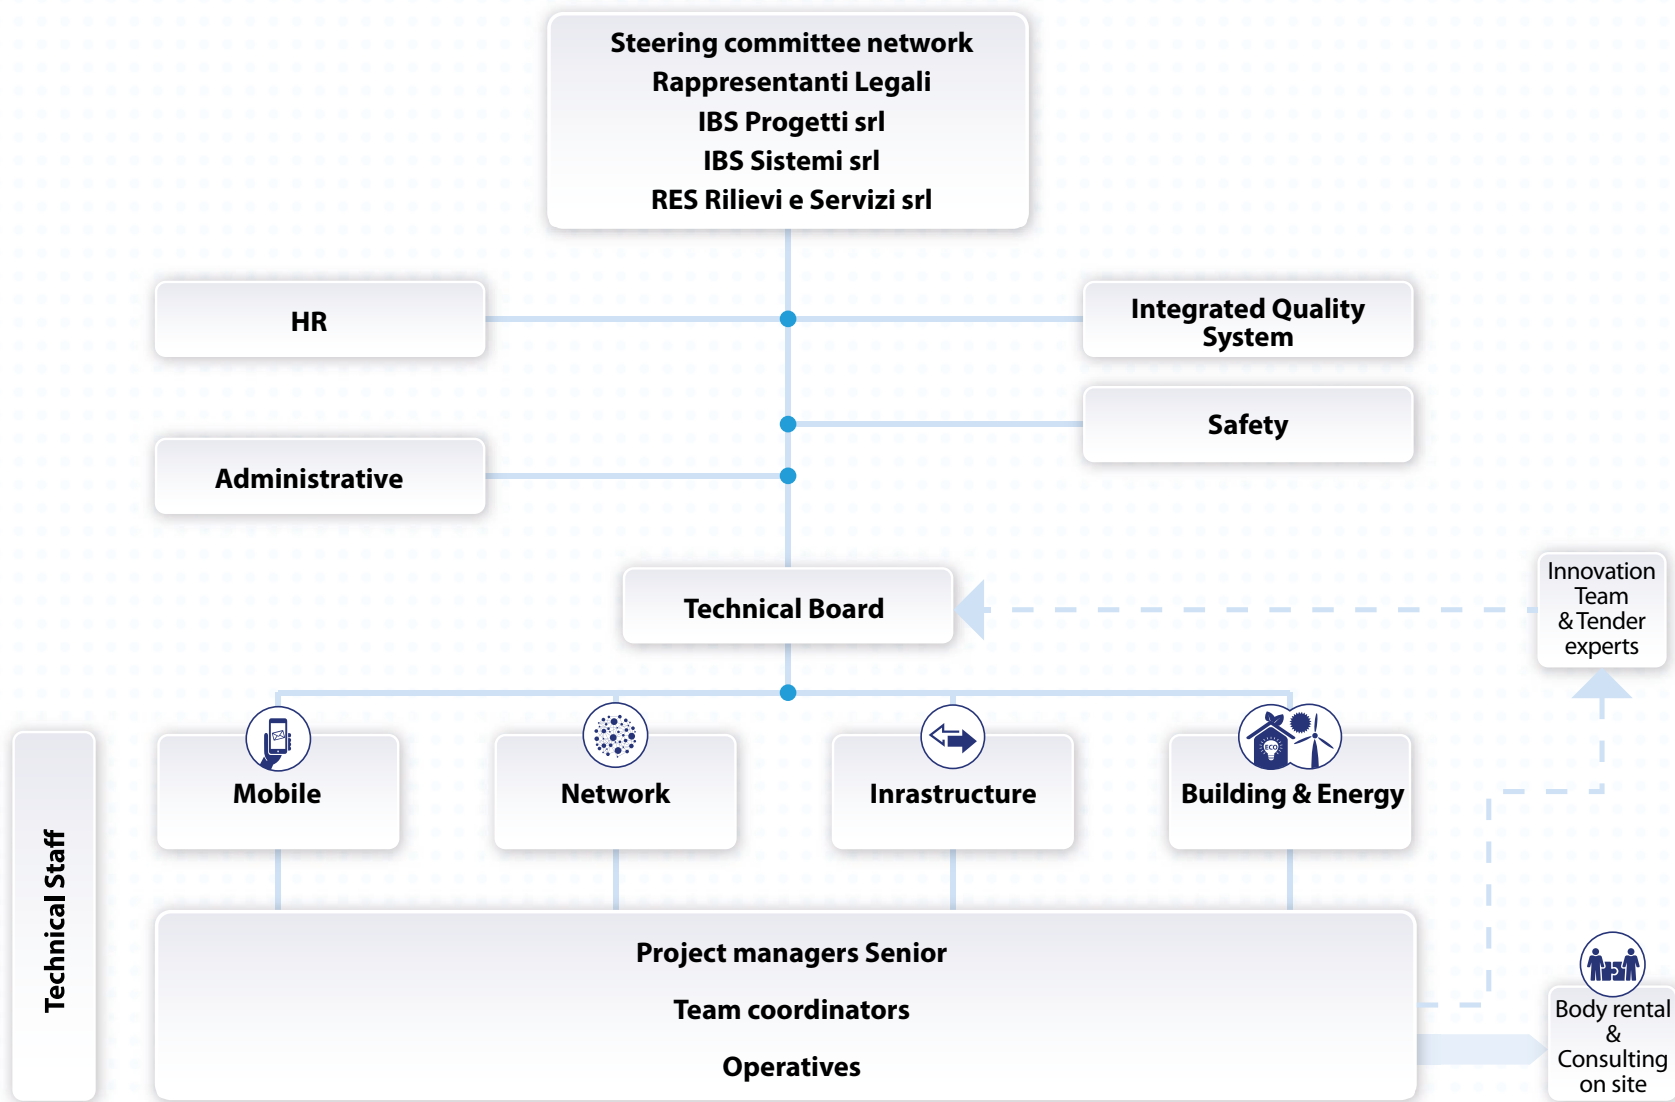 Steering committee network
Rappresentanti Legali
IBS Progetti srl
IBS Sistemi srl
RES Rilievi e Servizi srl
HR
Integrated Quality
System
Safety
Administrative
Technical Board
Innovation
Team
& Tender
experts
Mobile
Network
Inrastructure
ECO
Building & Energy
Technical Staff
Project managers Senior
Team coordinators
Operatives
Body rental
&
Consulting
on site